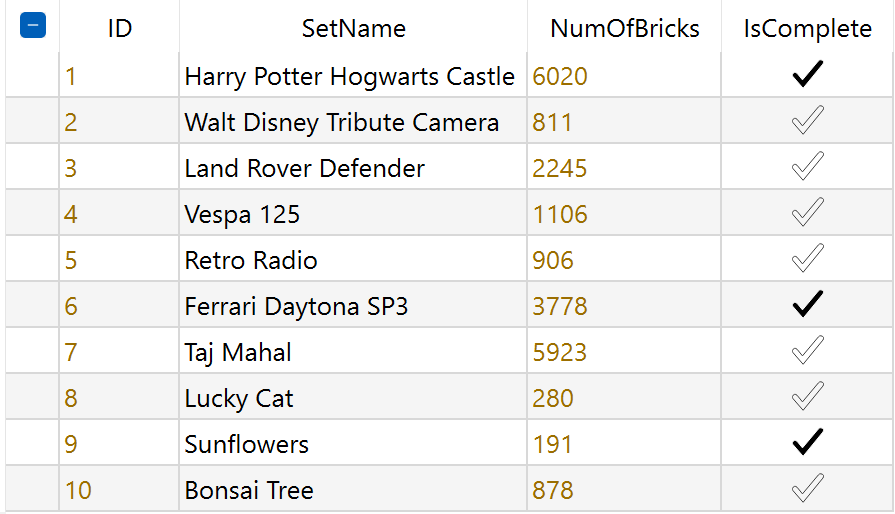 ID SetName NumOfBricks IsComplete
1 Harry Potter Hogwarts Castle 6020
2 Walt Disney Tribute Camera 811
3 Land Rover Defender 2245
4 Vespa 125 1106
5 Retro Radio 906
6 Ferrari Daytona SP3 3778
7 Taj Mahal 5923
8 Lucky Cat 280
9 Sunflowers 191
10 Bonsai Tree 878